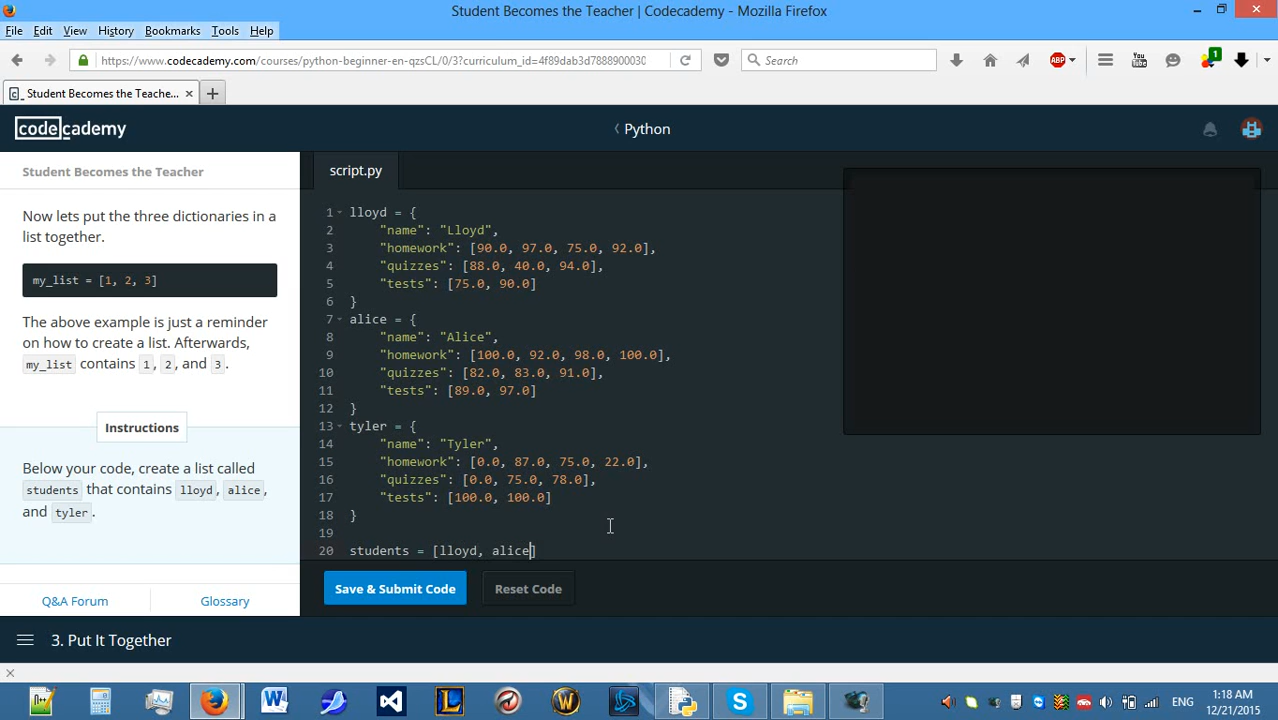 Student Becomes the Teacher | Codecademy - Mozilla Firefox
File Edit View History Bookmarks Tools Help
https://www.codecademy.com/courses/python-beginner-en-qzsCL/0/3?curriculum_id=4f89dab3d7888900030 Search ABP You Tube 1
c_ Student Becomes the Teache...
codecademy
Python
Student Becomes the Teacher
script.py
Now lets put the three dictionaries in a
list together.
my_list = [1, 2, 3]
The above example is just a reminder
on how to create a list. Afterwards,
my_list contains 1, 2, and 3.
Instructions
Below your code, create a list called
students that contains lloyd, alice,
and tyler.
Q&A Forum Glossary
1 lloyd = {
2 "name": "Lloyd",
3 "homework": [90.0, 97.0, 75.0, 92.0],
4 "quizzes": [88.0, 40.0, 94.0],
5 "tests": [75.0, 90.0]
6 }
7 alice = {
8 "name": "Alice",
9 "homework": [100.0, 92.0, 98.0, 100.0],
10 "quizzes": [82.0, 83.0, 91.0],
11 "tests": [89.0, 97.0]
12 }
13 tyler = {
14 "name": "Tyler",
15 "homework": [0.0, 87.0, 75.0, 22.0],
16 "quizzes": [0.0, 75.0, 78.0],
17 "tests": [100.0, 100.0]
18 }
19
20 students = [lloyd, alice]
Save & Submit Code Reset Code
3. Put It Together
ENG
1:18 AM
12/21/2015